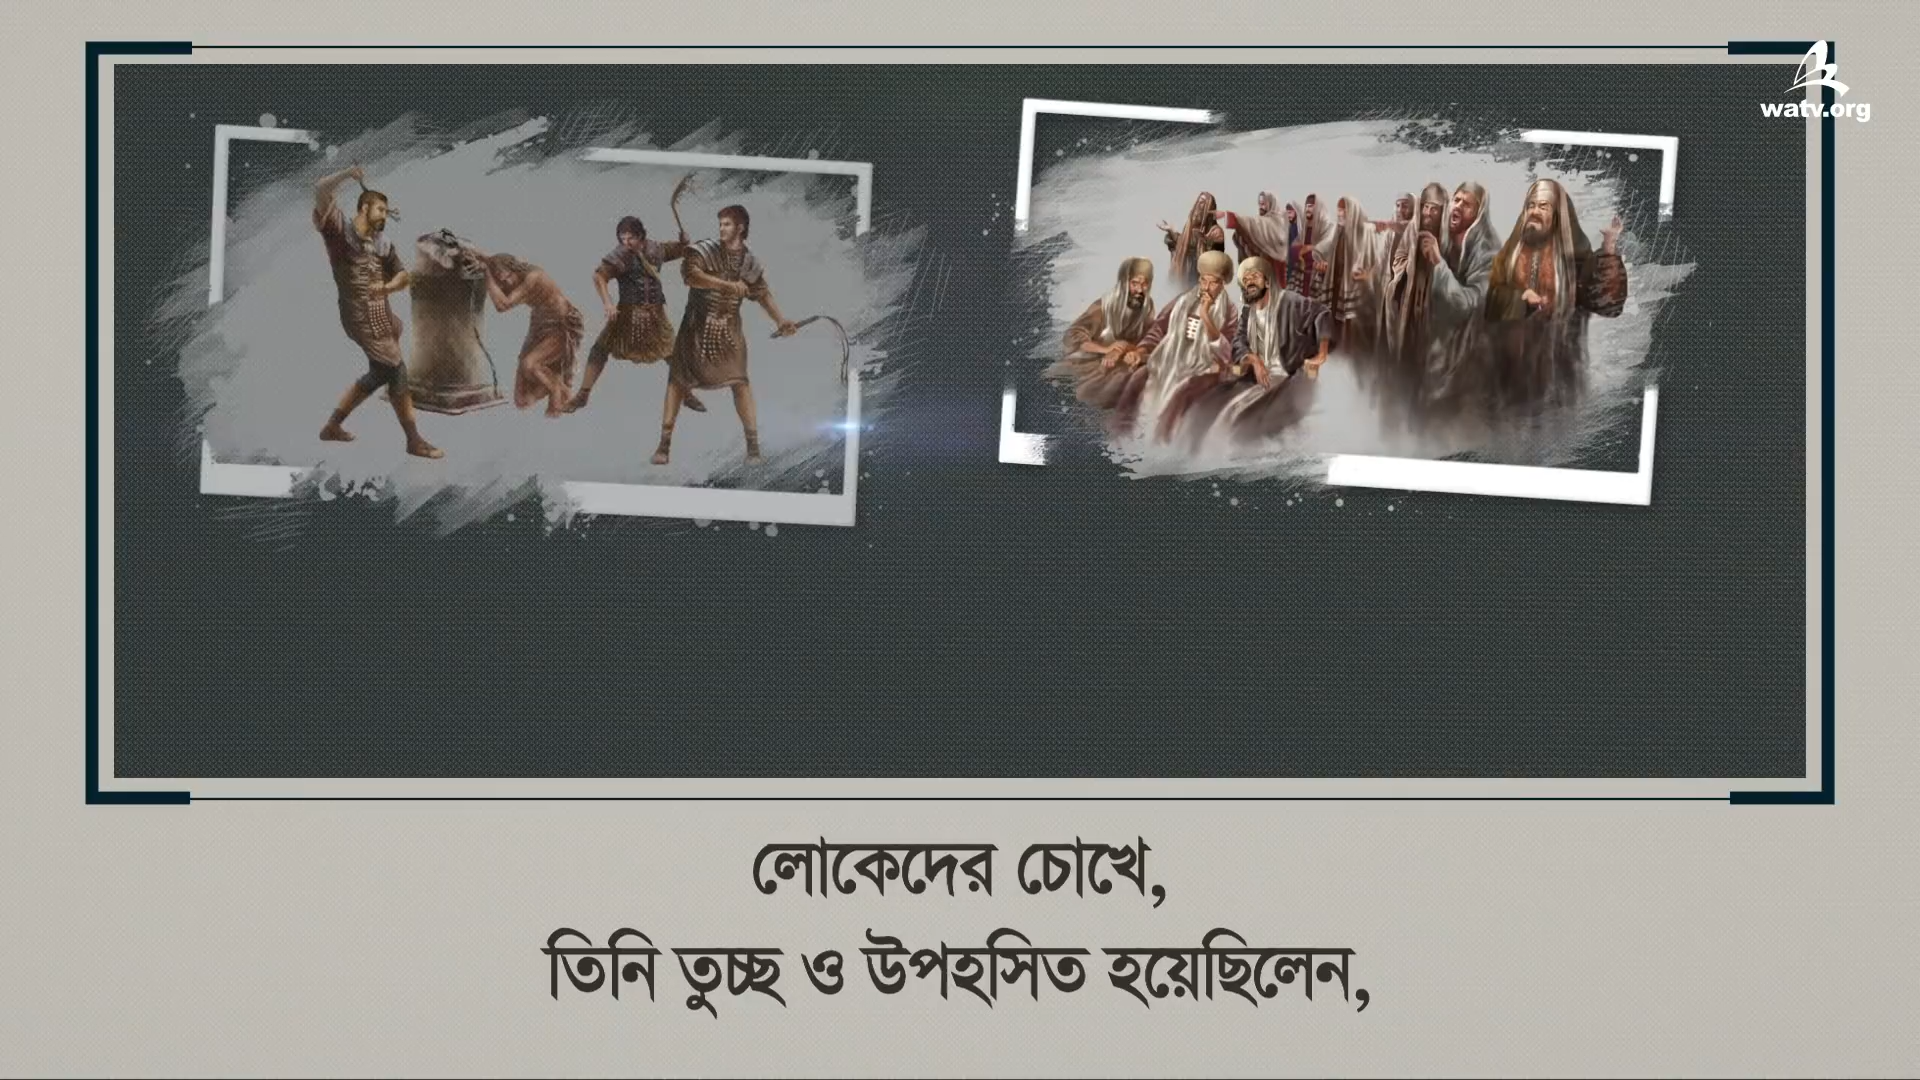 watv.org
লোকেদের চোখে,
তিনি তুচ্ছ ও উপহসিত হয়েছিলেন,